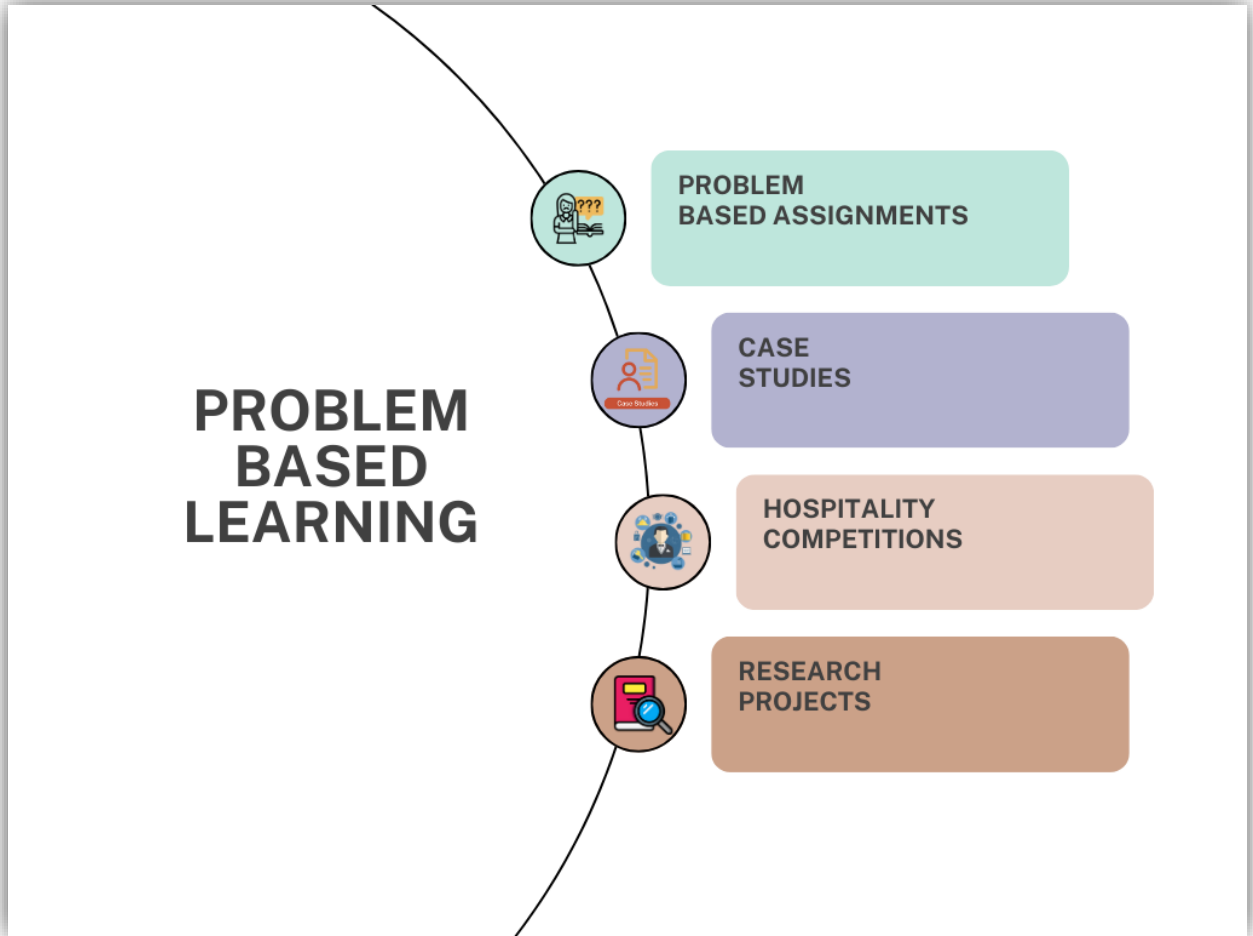 PROBLEM
BASED ASSIGNMENTS
???
CASE
STUDIES
Case Studies
PROBLEM
BASED
LEARNING
HOSPITALITY
COMPETITIONS
RESEARCH
PROJECTS